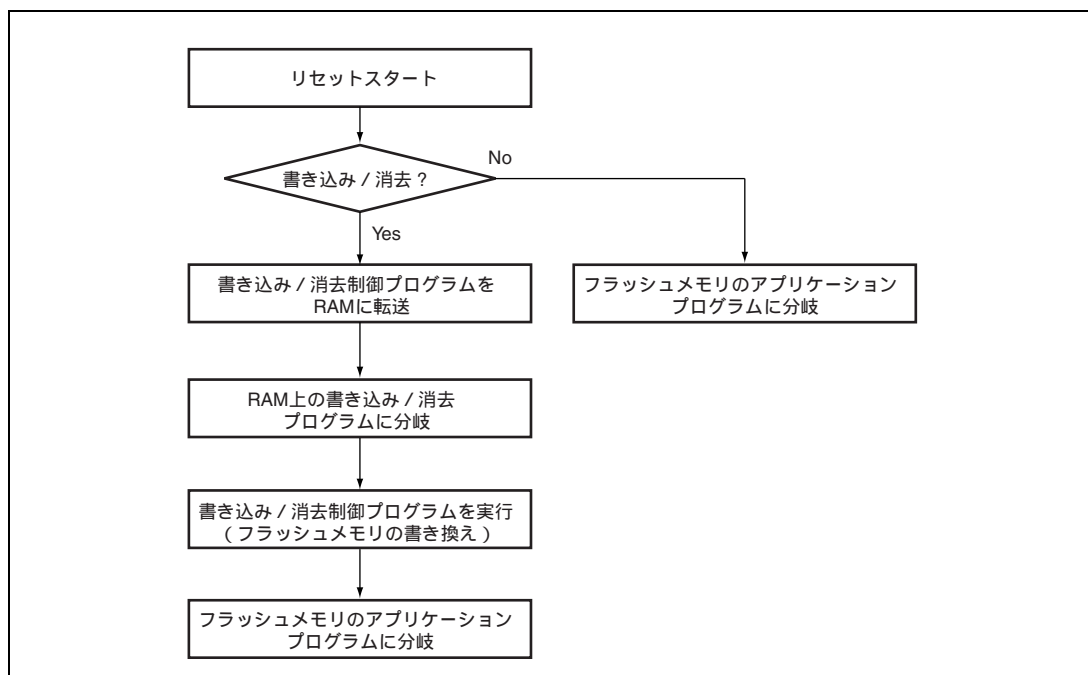 リセットスタート
書き込み / 消去 ?
No
Yes
書き込み / 消去制御プログラムを
RAMに転送
フラッシュメモリのアプリケーション
プログラムに分岐
RAM上の書き込み / 消去
プログラムに分岐
書き込み / 消去制御プログラムを実行
( フラッシュメモリの書き換え )
フラッシュメモリのアプリケーション
プログラムに分岐